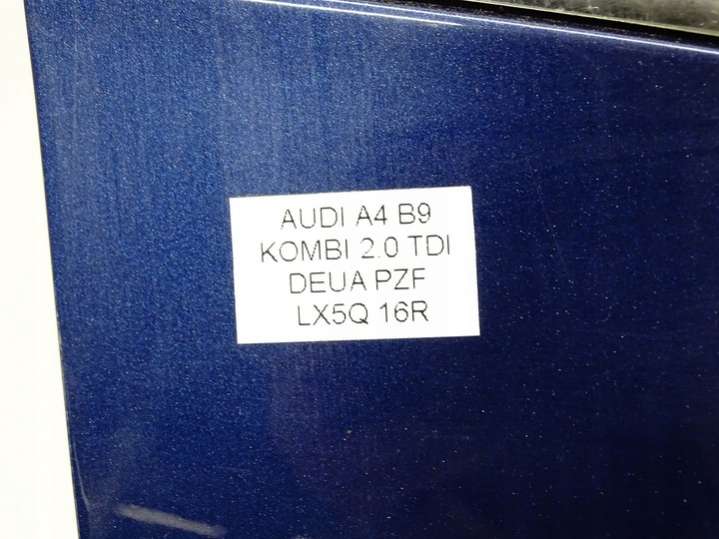 AUDI A4 B9
KOMBI 2.0 TDI
DEUA PZF
LX5Q 16R